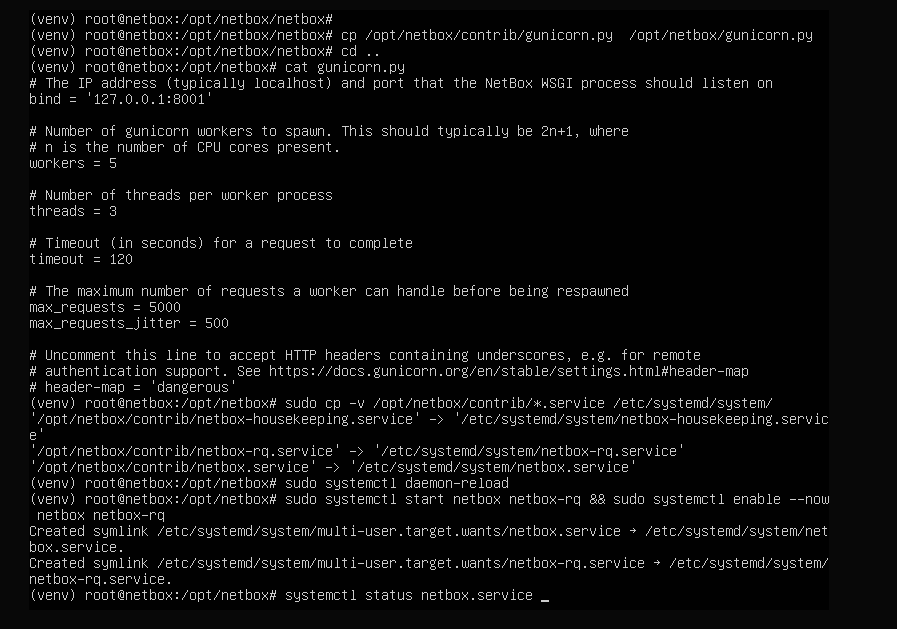 (venv) root@netbox:/opt/netbox/netbox#
(venv) root@netbox:/opt/netbox/netbox# cp /opt/netbox/contrib/gunicorn.py  /opt/netbox/gunicorn.py
(venv) root@netbox:/opt/netbox/netbox# cd ..
(venv) root@netbox:/opt/netbox# cat gunicorn.py
# The IP address (typically localhost) and port that the NetBox WSGI process should listen on
bind = '127.0.0.1:8001'

# Number of gunicorn workers to spawn. This should typically be 2n+1, where
# n is the number of CPU cores present.
workers = 5

# Number of threads per worker process
threads = 3

# Timeout (in seconds) for a request to complete
timeout = 120

# The maximum number of requests a worker can handle before being respawned
max_requests = 5000
max_requests_jitter = 500

# Uncomment this line to accept HTTP headers containing underscores, e.g. for remote
# authentication support. See https://docs.gunicorn.org/en/stable/settings.html#header-map
# header-map = 'dangerous'
(venv) root@netbox:/opt/netbox# sudo cp -v /opt/netbox/contrib/*.service /etc/systemd/system/
'/opt/netbox/contrib/netbox-housekeeping.service' -> '/etc/systemd/system/netbox-housekeeping.servic
e'
'/opt/netbox/contrib/netbox-rq.service' -> '/etc/systemd/system/netbox-rq.service'
'/opt/netbox/contrib/netbox.service' -> '/etc/systemd/system/netbox.service'
(venv) root@netbox:/opt/netbox# sudo systemctl daemon-reload
(venv) root@netbox:/opt/netbox# sudo systemctl start netbox netbox-rq && sudo systemctl enable --now
 netbox netbox-rq
Created symlink /etc/systemd/system/multi-user.target.wants/netbox.service → /etc/systemd/system/net
box.service.
Created symlink /etc/systemd/system/multi-user.target.wants/netbox-rq.service → /etc/systemd/system/
netbox-rq.service.
(venv) root@netbox:/opt/netbox# systemctl status netbox.service _